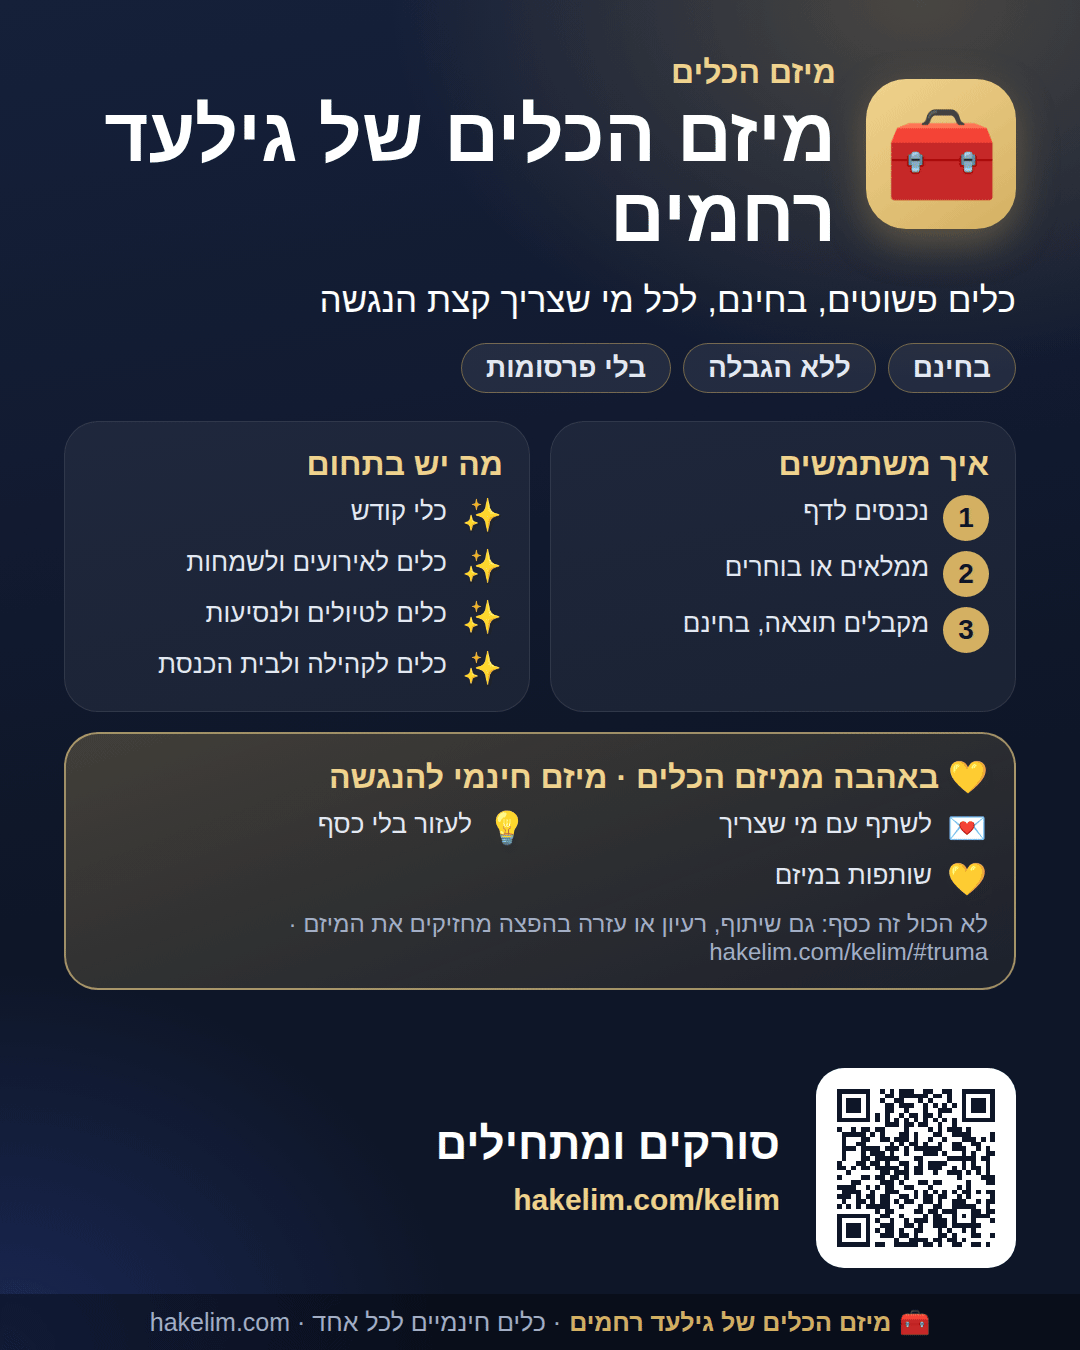 מיזם הכלים
מיזם הכלים של גילעד
רחמים
כלים פשוטים, בחינם, לכל מי שצריך קצת הנגשה
בחינם
ללא הגבלה
בלי פרסומות
איך משתמשים
1 נכנסים לדף
2 ממלאים או בוחרים
3 מקבלים תוצאה, בחינם
מה יש בתחום
כלי קודש
כלים לאירועים ולשמחות
כלים לטיולים ולנסיעות
כלים לקהילה ולבית הכנסת
באהבה ממיזם הכלים · מיזם חינמי להנגשה
לשתף עם מי שצריך
לעזור בלי כסף
שותפות במיזם
לא הכול זה כסף: גם שיתוף, רעיון או עזרה בהפצה מחזיקים את המיזם ·
hakelim.com/kelim/#truma
סורקים ומתחילים
hakelim.com/kelim
מיזם הכלים של גילעד רחמים · כלים חינמיים לכל אחד · hakelim.com